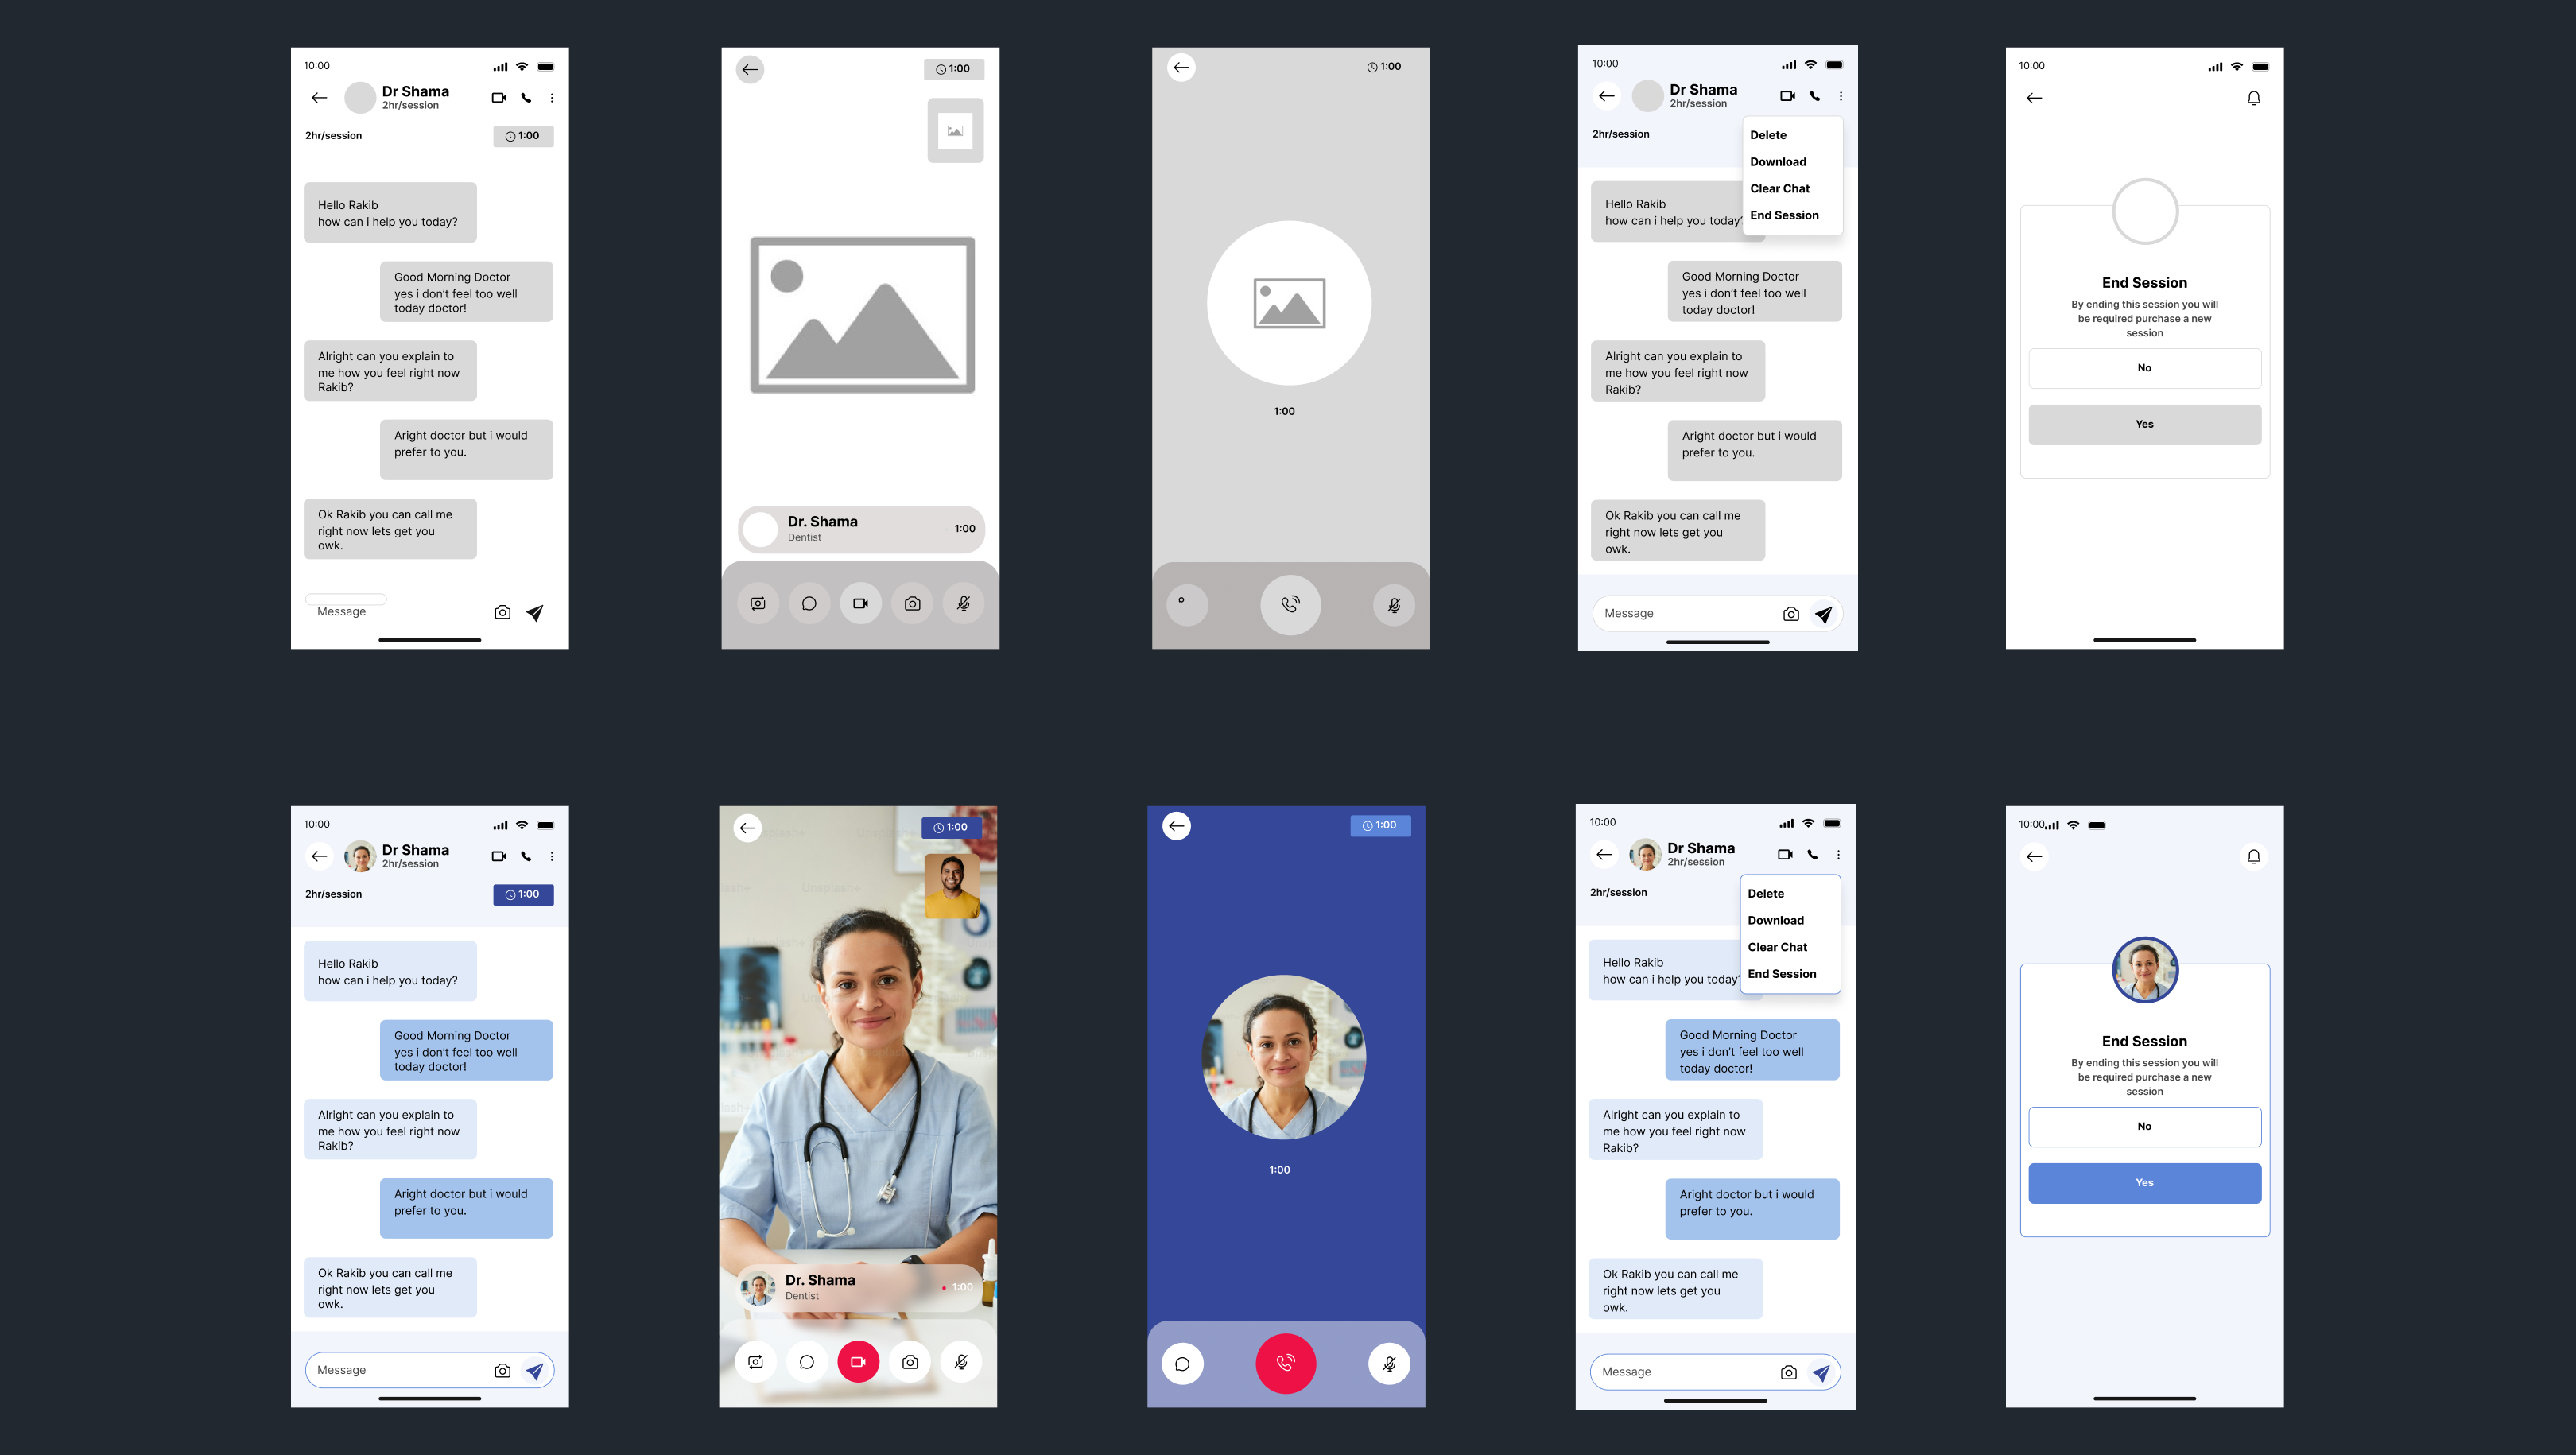 10:00
Dr Shama
2hr/session
2hr/session
1:00
Hello Rakib
how can i help you today?
Good Morning Doctor
yes i don't feel too well
today doctor!
Alright can you explain to
me how you feel right now
Rakib?
Aright doctor but i would
prefer to you.
Ok Rakib you can call me
right now lets get you
owk.
Message
1:00
Dr. Shama
Dentist
1:00
1:00
1:00
10:00
Dr Shama
2hr/session
2hr/session
Delete
Download
Clear Chat
End Session
Hello Rakib
how can i help you today?
Good Morning Doctor
yes i don't feel too well
today doctor!
Alright can you explain to
me how you feel right now
Rakib?
Aright doctor but i would
prefer to you.
Ok Rakib you can call me
right now lets get you
owk.
Message
10:00
End Session
By ending this session you will
be required purchase a new
session
No
Yes
10:00
Dr Shama
2hr/session
2hr/session
1:00
Hello Rakib
how can i help you today?
Good Morning Doctor
yes i don't feel too well
today doctor!
Alright can you explain to
me how you feel right now
Rakib?
Aright doctor but i would
prefer to you.
Ok Rakib you can call me
right now lets get you
owk.
Message
1:00
Unsplash+
Dr. Shama
Dentist
1:00
1:00
1:00
10:00
Dr Shama
2hr/session
2hr/session
Delete
Download
Clear Chat
End Session
Hello Rakib
how can i help you today?
Good Morning Doctor
yes i don't feel too well
today doctor!
Alright can you explain to
me how you feel right now
Rakib?
Aright doctor but i would
prefer to you.
Ok Rakib you can call me
right now lets get you
owk.
Message
10:00
End Session
By ending this session you will
be required purchase a new
session
No
Yes